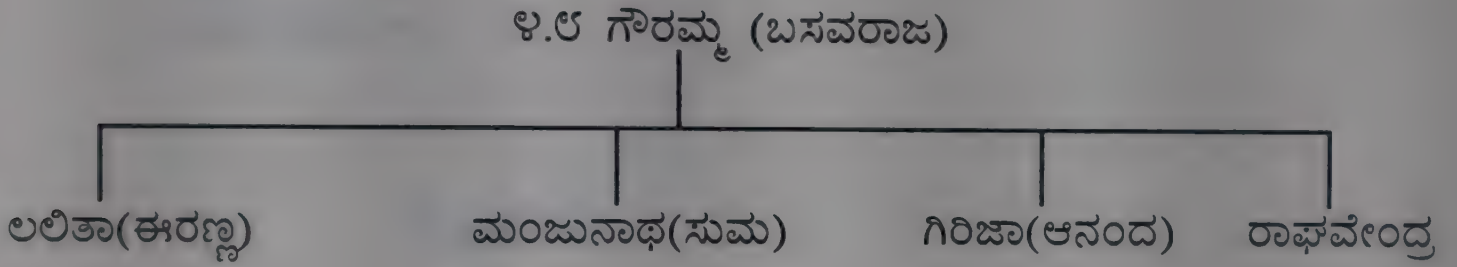 ೪.೮ ಗೌರಮ್ಮ (ಬಸವರಾಜ)
ಲಲಿತಾ(ಈರಣ್ಣ) ಮಂಜುನಾಥ(ಸುಮ) ಗಿರಿಜಾ(ಆನಂದ) ರಾಘವೇಂದ್ರ